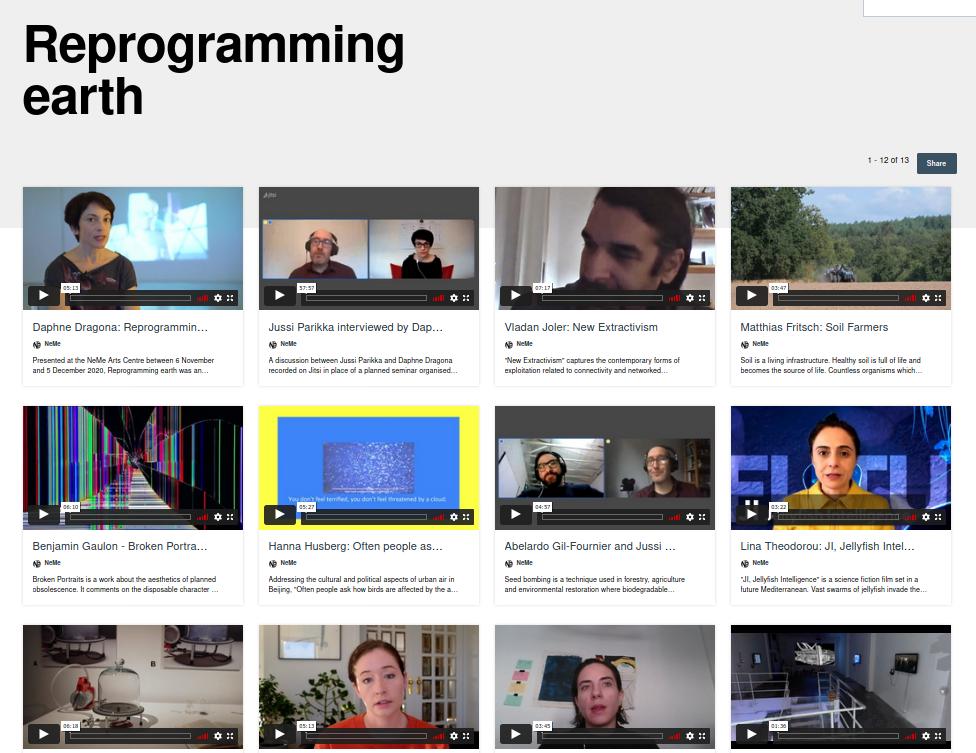 Reprogramming
earth
1 - 12 of 13
Share
05:13
Jitsi
57:57
07:17
03:47
Daphne Dragona: Reprogrammin...
Jussi Parikka interviewed by Dap...
Vladan Joler: New Extractivism
Matthias Fritsch: Soil Farmers
NeMe
NeMe
NeMe
NeMe
Presented at the NeMe Arts Centre between 6 November
and 5 December 2020, Reprogramming earth was an...
A discussion between Jussi Parikka and Daphne Dragona
recorded on Jitsi in place of a planned seminar organised...
"New Extractivism" captures the contemporary forms of
exploitation related to connectivity and networked...
Soil is a living infrastructure. Healthy soil is full of life and
becomes the source of life. Countless organisms which...
06:10
You don't feel terrified, you don't feel threatened by a cloud.
05:27
04:57
03:22
Benjamin Gaulon - Broken Portra...
Hanna Husberg: Often people as...
Abelardo Gil-Fournier and Jussi ...
Lina Theodorou: JI, Jellyfish Intel...
NeMe
NeMe
NeMe
NeMe
Broken Portraits is a work about the aesthetics of planned
obsolescence. It comments on the disposable character ...
Addressing the cultural and political aspects of urban air in
Beijing, "Often people ask how birds are affected by the a...
Seed bombing is a technique used in forestry, agriculture
and environmental restoration where biodegradable...
"JI, Jellyfish Intelligence" is a science fiction film set in a
future Mediterranean. Vast swarms of jellyfish invade the...
A
B
06:18
05:13
03:45
01:36